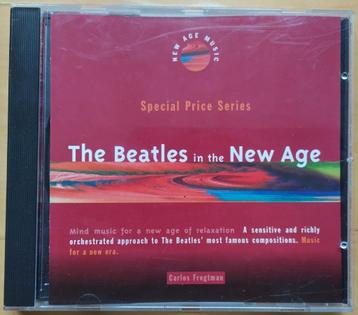 NEW AGE MUSIC
Special Price Series
The Beatles in the New Age
Mind music for a new age of relaxation A sensitive and richly
orchestrated approach to The Beatles' most famous compositions. Music
for a new era.
Carlos Fregtman